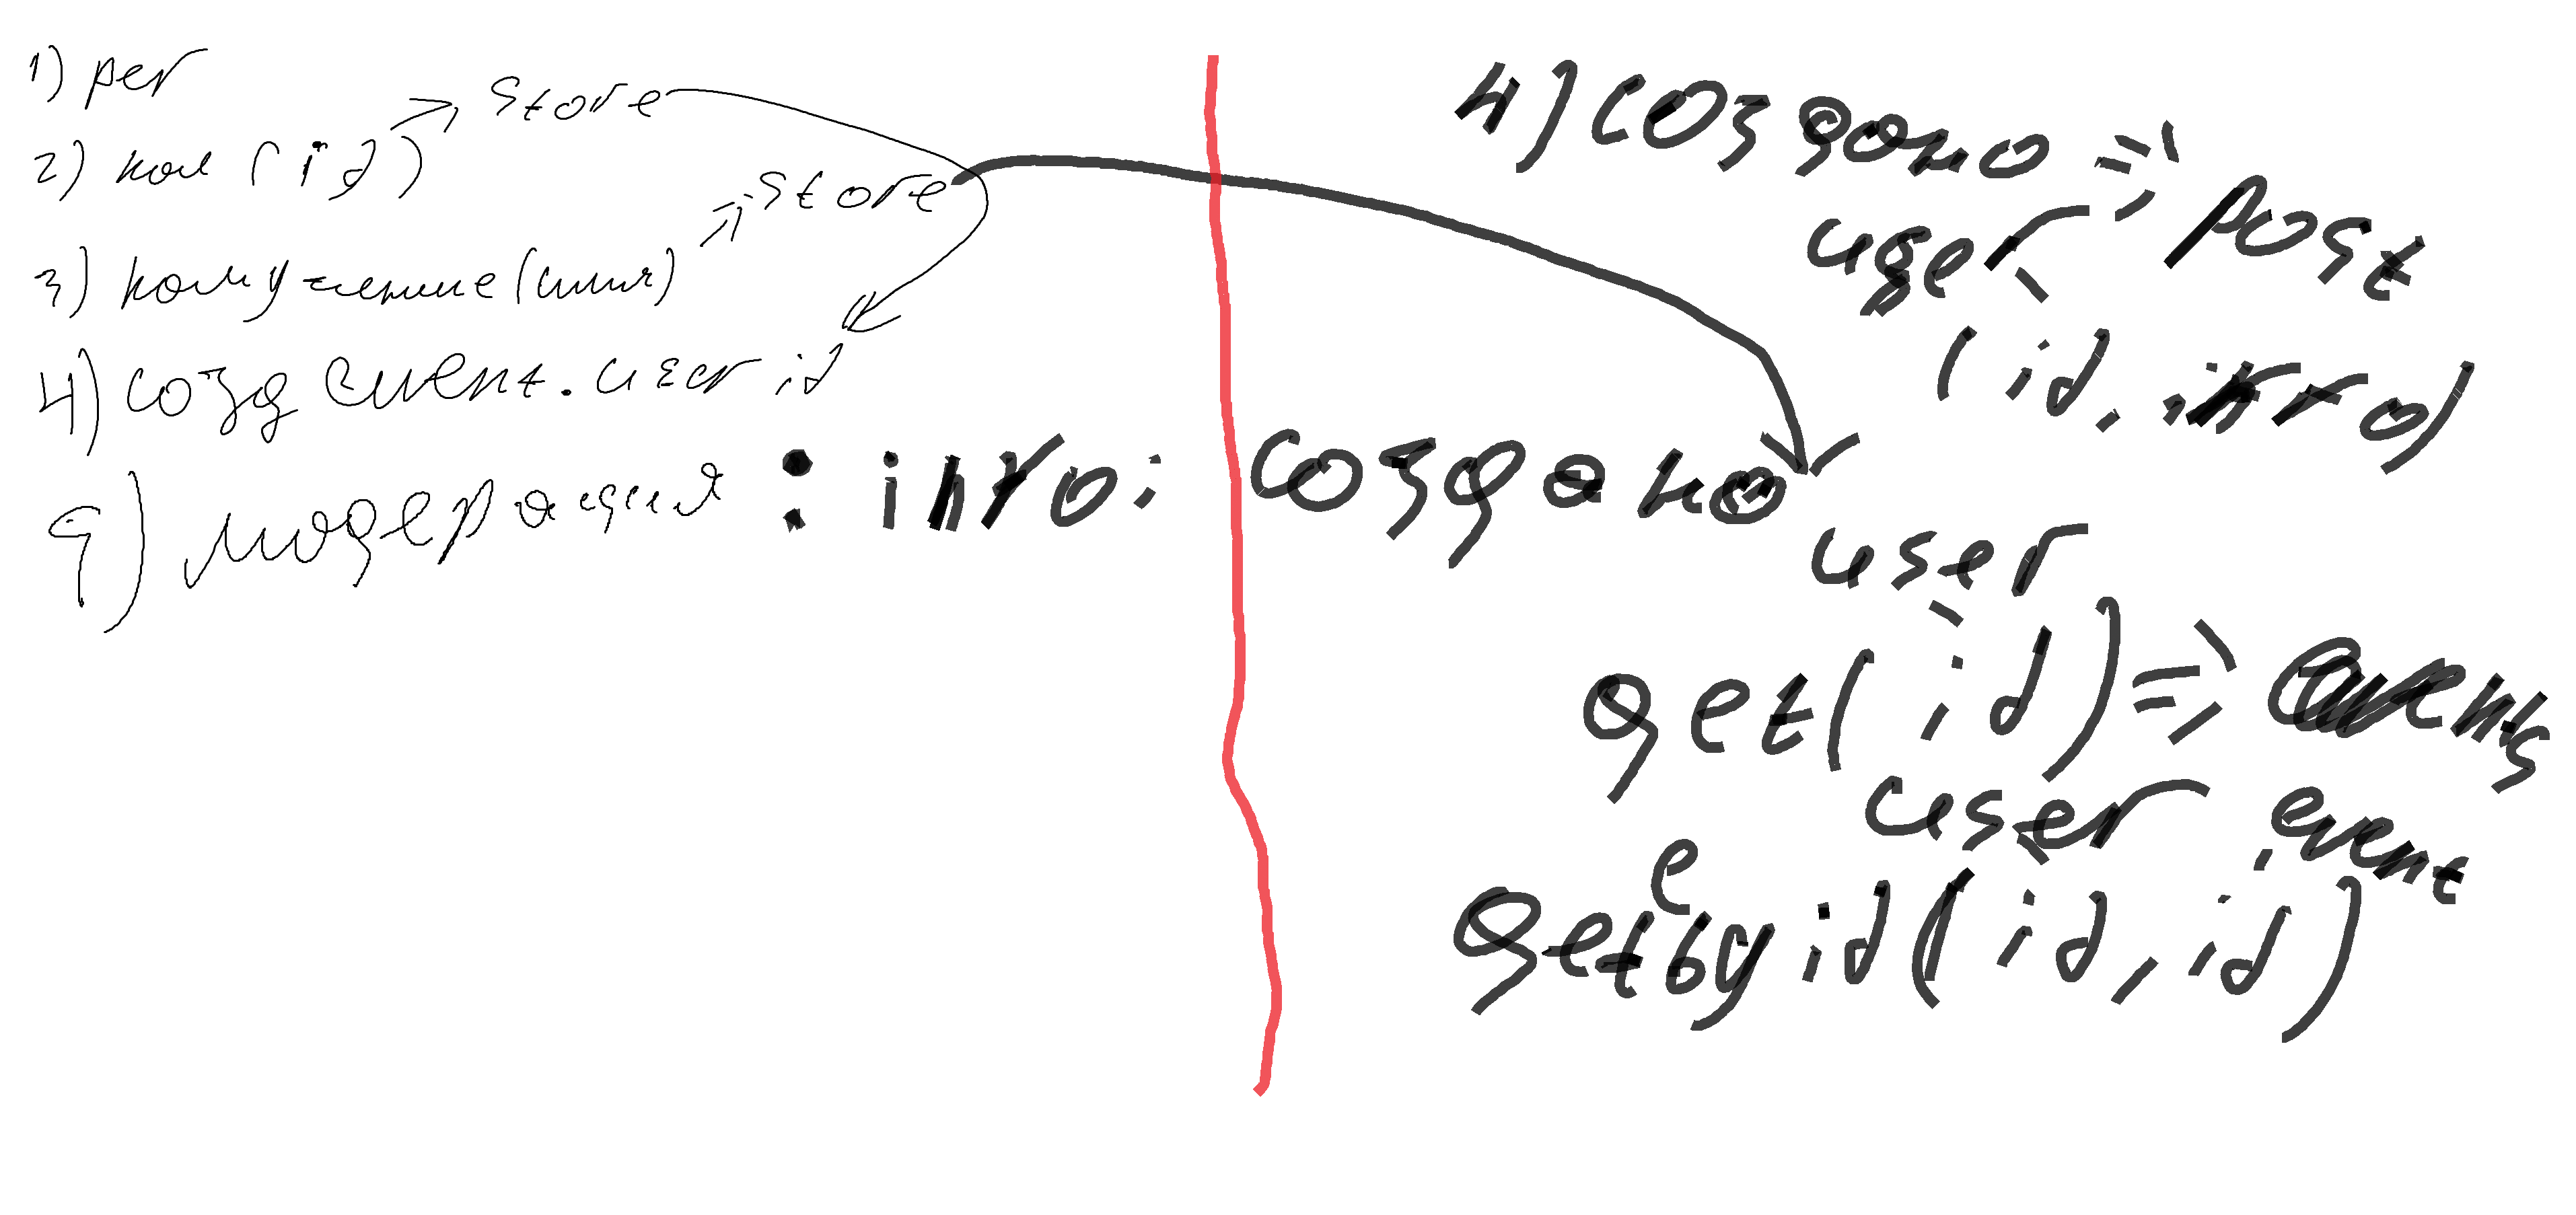 1) рег
2) пол (id) => store
3) получение (имя) => store
4) созд event. user id
9) модерация : info : создано
4) создано => post
user
(id, info)
user
get(id) => events
user event
e
getbyid(id, id)